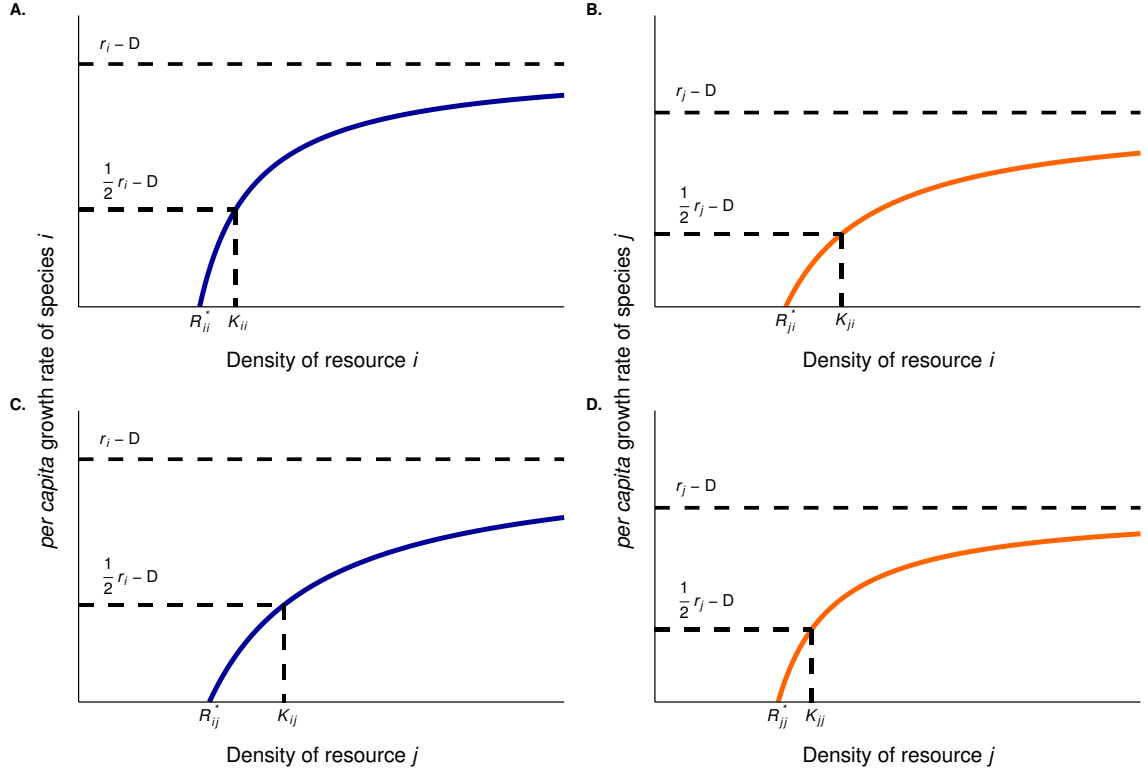 A.
r_i − D
1/2 r_i − D
R*_ii K_ii
Density of resource i
B.
r_j − D
1/2 r_j − D
R*_ji K_ji
Density of resource i
C.
r_i − D
1/2 r_i − D
R*_ij K_ij
Density of resource j
D.
r_j − D
1/2 r_j − D
R*_jj K_jj
Density of resource j
per capita growth rate of species i
per capita growth rate of species j